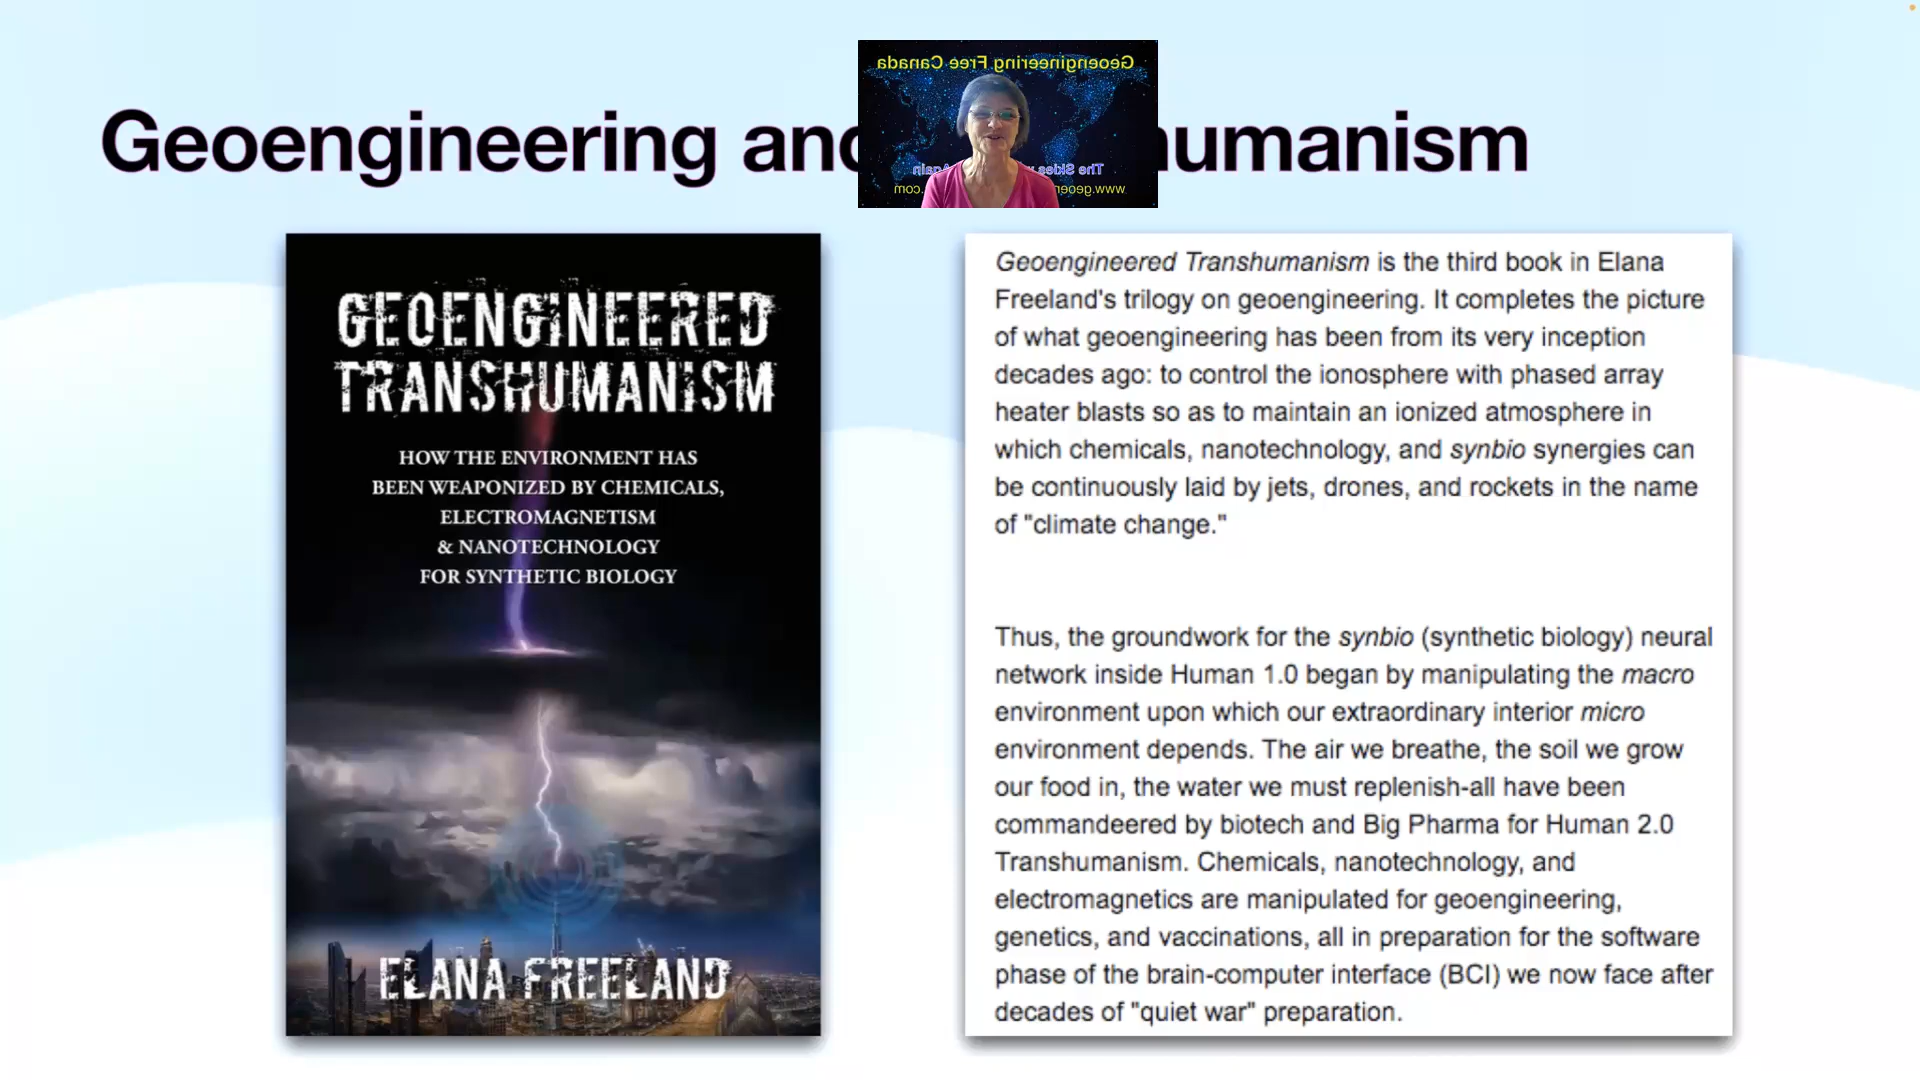 Geoengineering Free Canada
Geoengineering and humanism
The Skies Again
www.geoen .com
GEOENGINEERED
TRANSHUMANISM
HOW THE ENVIRONMENT HAS
BEEN WEAPONIZED BY CHEMICALS,
ELECTROMAGNETISM
& NANOTECHNOLOGY
FOR SYNTHETIC BIOLOGY
ELANA FREELAND
Geoengineered Transhumanism is the third book in Elana
Freeland's trilogy on geoengineering. It completes the picture
of what geoengineering has been from its very inception
decades ago: to control the ionosphere with phased array
heater blasts so as to maintain an ionized atmosphere in
which chemicals, nanotechnology, and synbio synergies can
be continuously laid by jets, drones, and rockets in the name
of "climate change."
Thus, the groundwork for the synbio (synthetic biology) neural
network inside Human 1.0 began by manipulating the macro
environment upon which our extraordinary interior micro
environment depends. The air we breathe, the soil we grow
our food in, the water we must replenish-all have been
commandeered by biotech and Big Pharma for Human 2.0
Transhumanism. Chemicals, nanotechnology, and
electromagnetics are manipulated for geoengineering,
genetics, and vaccinations, all in preparation for the software
phase of the brain-computer interface (BCI) we now face after
decades of "quiet war" preparation.